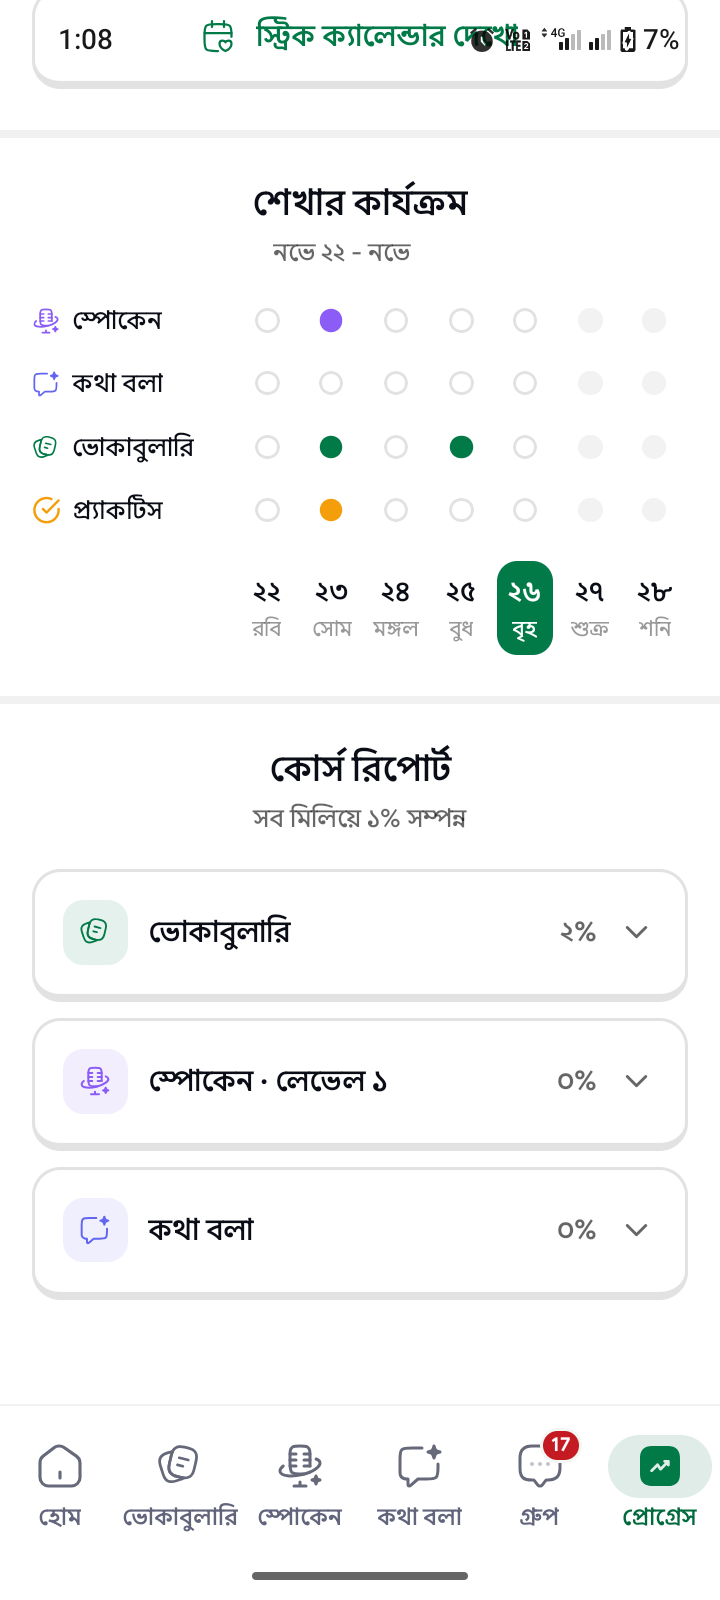 1:08
স্ট্রিক ক্যালেন্ডার
4G
7%
শেখার কার্যক্রম
নভে ২২ - নভে
স্পোকেন
কথা বলা
ভোকাবুলারি
প্র্যাকটিস
২২ ২৩ ২৪ ২৫ ২৬ ২৭ ২৮
রবি সোম মঙ্গল বুধ বৃহ শুক্র শনি
কোর্স রিপোর্ট
সব মিলিয়ে ১% সম্পন্ন
ভোকাবুলারি ২%
স্পোকেন · লেভেল ১ ০%
কথা বলা ০%
17
হোম ভোকাবুলারি স্পোকেন কথা বলা গ্রুপ প্রোগ্রেস